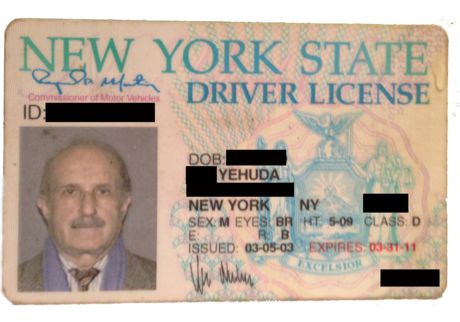 NEW YORK STATE
DRIVER LICENSE
Commissioner of Motor Vehicles
ID:
DOB:
YEHUDA
NEW YORK NY
SEX: M EYES: BR HT: 5-09 CLASS: D
E. R B
ISSUED: 03-05-03 EXPIRES: 03-31-11
EXCELSIOR